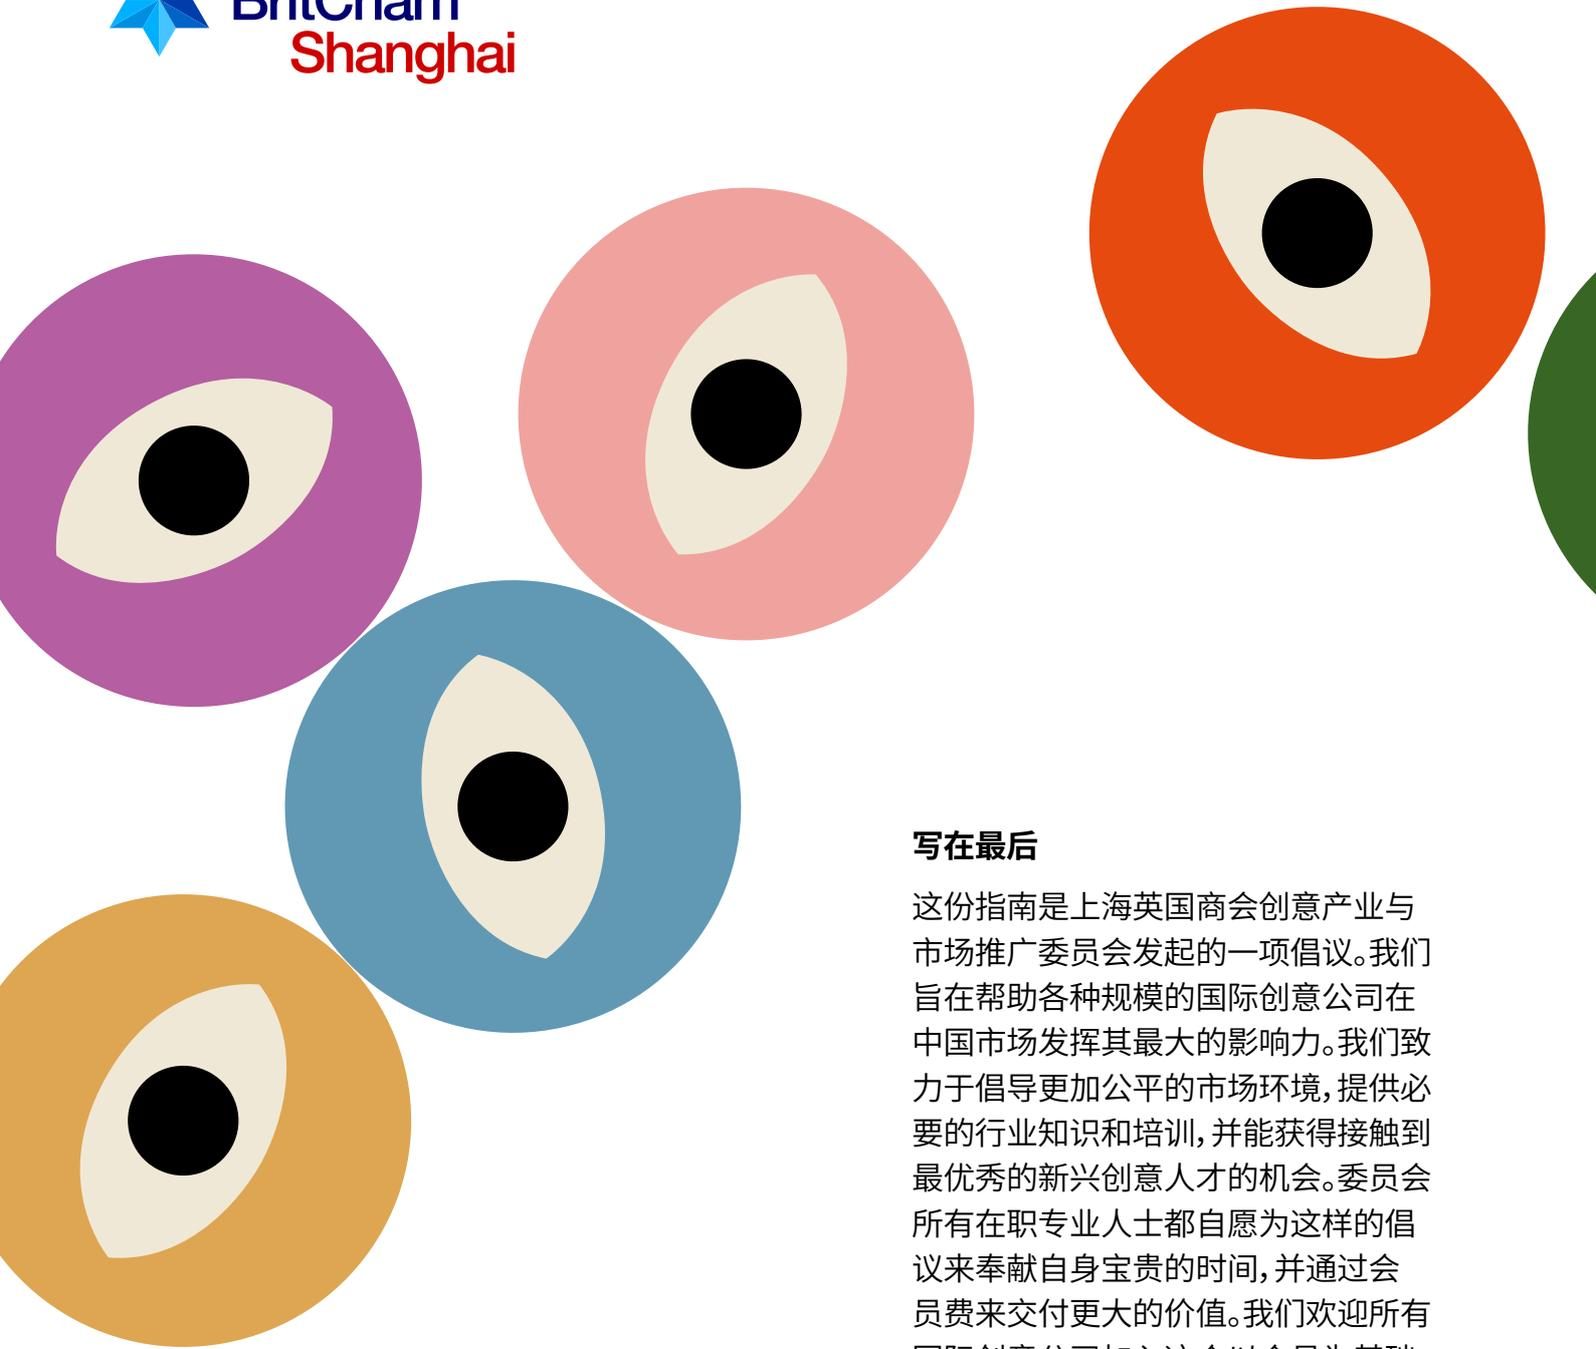 BritCham
Shanghai
写在最后
这份指南是上海英国商会创意产业与
市场推广委员会发起的一项倡议。我们
旨在帮助各种规模的国际创意公司在
中国市场发挥其最大的影响力。我们致
力于倡导更加公平的市场环境，提供必
要的行业知识和培训，并能获得接触到
最优秀的新兴创意人才的机会。委员会
所有在职专业人士都自愿为这样的倡
议来奉献自身宝贵的时间，并通过会
员费来交付更大的价值。我们欢迎所有